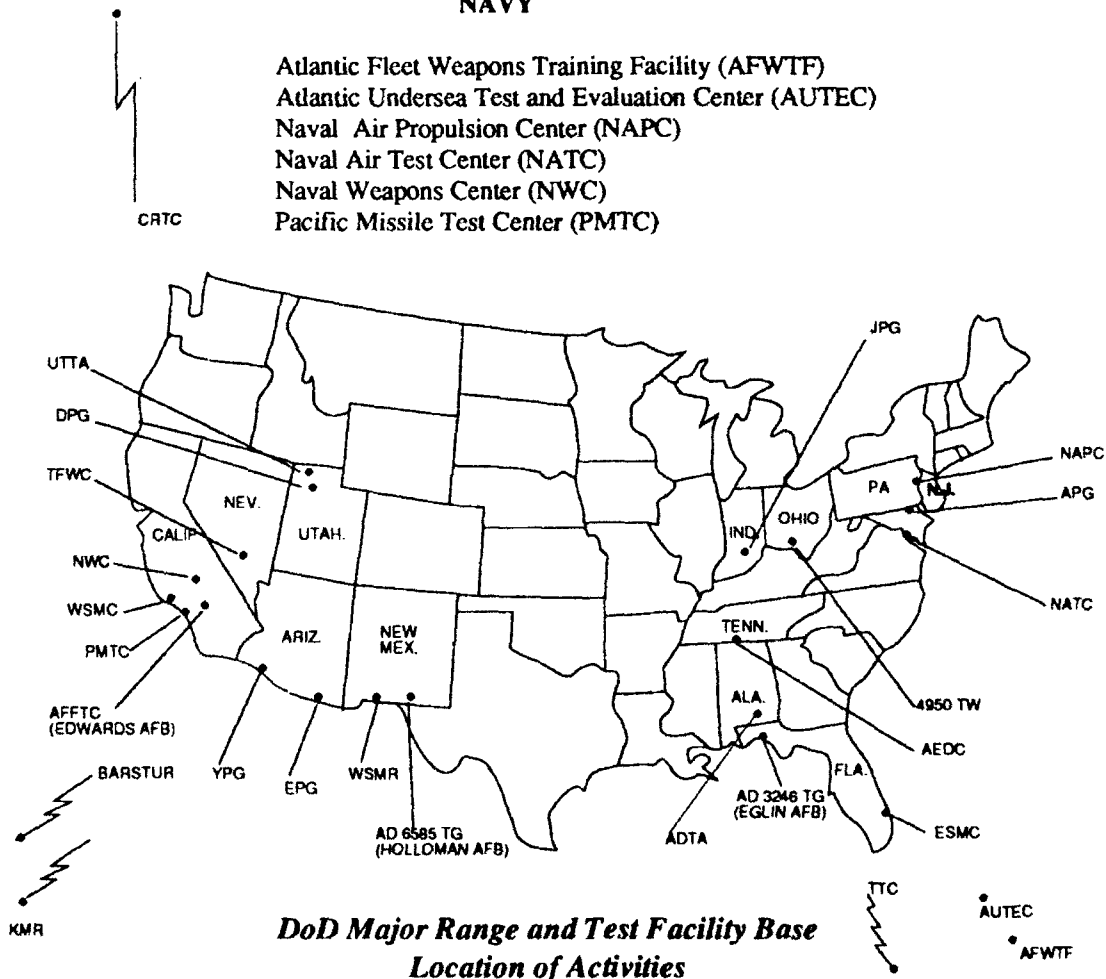 NAVY
Atlantic Fleet Weapons Training Facility (AFWTF)
Atlantic Undersea Test and Evaluation Center (AUTEC)
Naval Air Propulsion Center (NAPC)
Naval Air Test Center (NATC)
Naval Weapons Center (NWC)
Pacific Missile Test Center (PMTC)
CRTC
JPG
UTTA
DPG
TFWC
NWC
WSMC
PMTC
AFFTC
(EDWARDS AFB)
BARSTUR
KMR
YPG
EPG
WSMR
AD 6585 TG
(HOLLOMAN AFB)
NEV.
CALIF
UTAH.
ARIZ.
NEW
MEX.
IND.
OHIO
PA
N.J.
TENN.
ALA.
FLA.
NAPC
APG
NATC
4950 TW
AEDC
AD 3246 TG
(EGLIN AFB)
ADTA
ESMC
TTC
AUTEC
AFWTF
DoD Major Range and Test Facility Base
Location of Activities